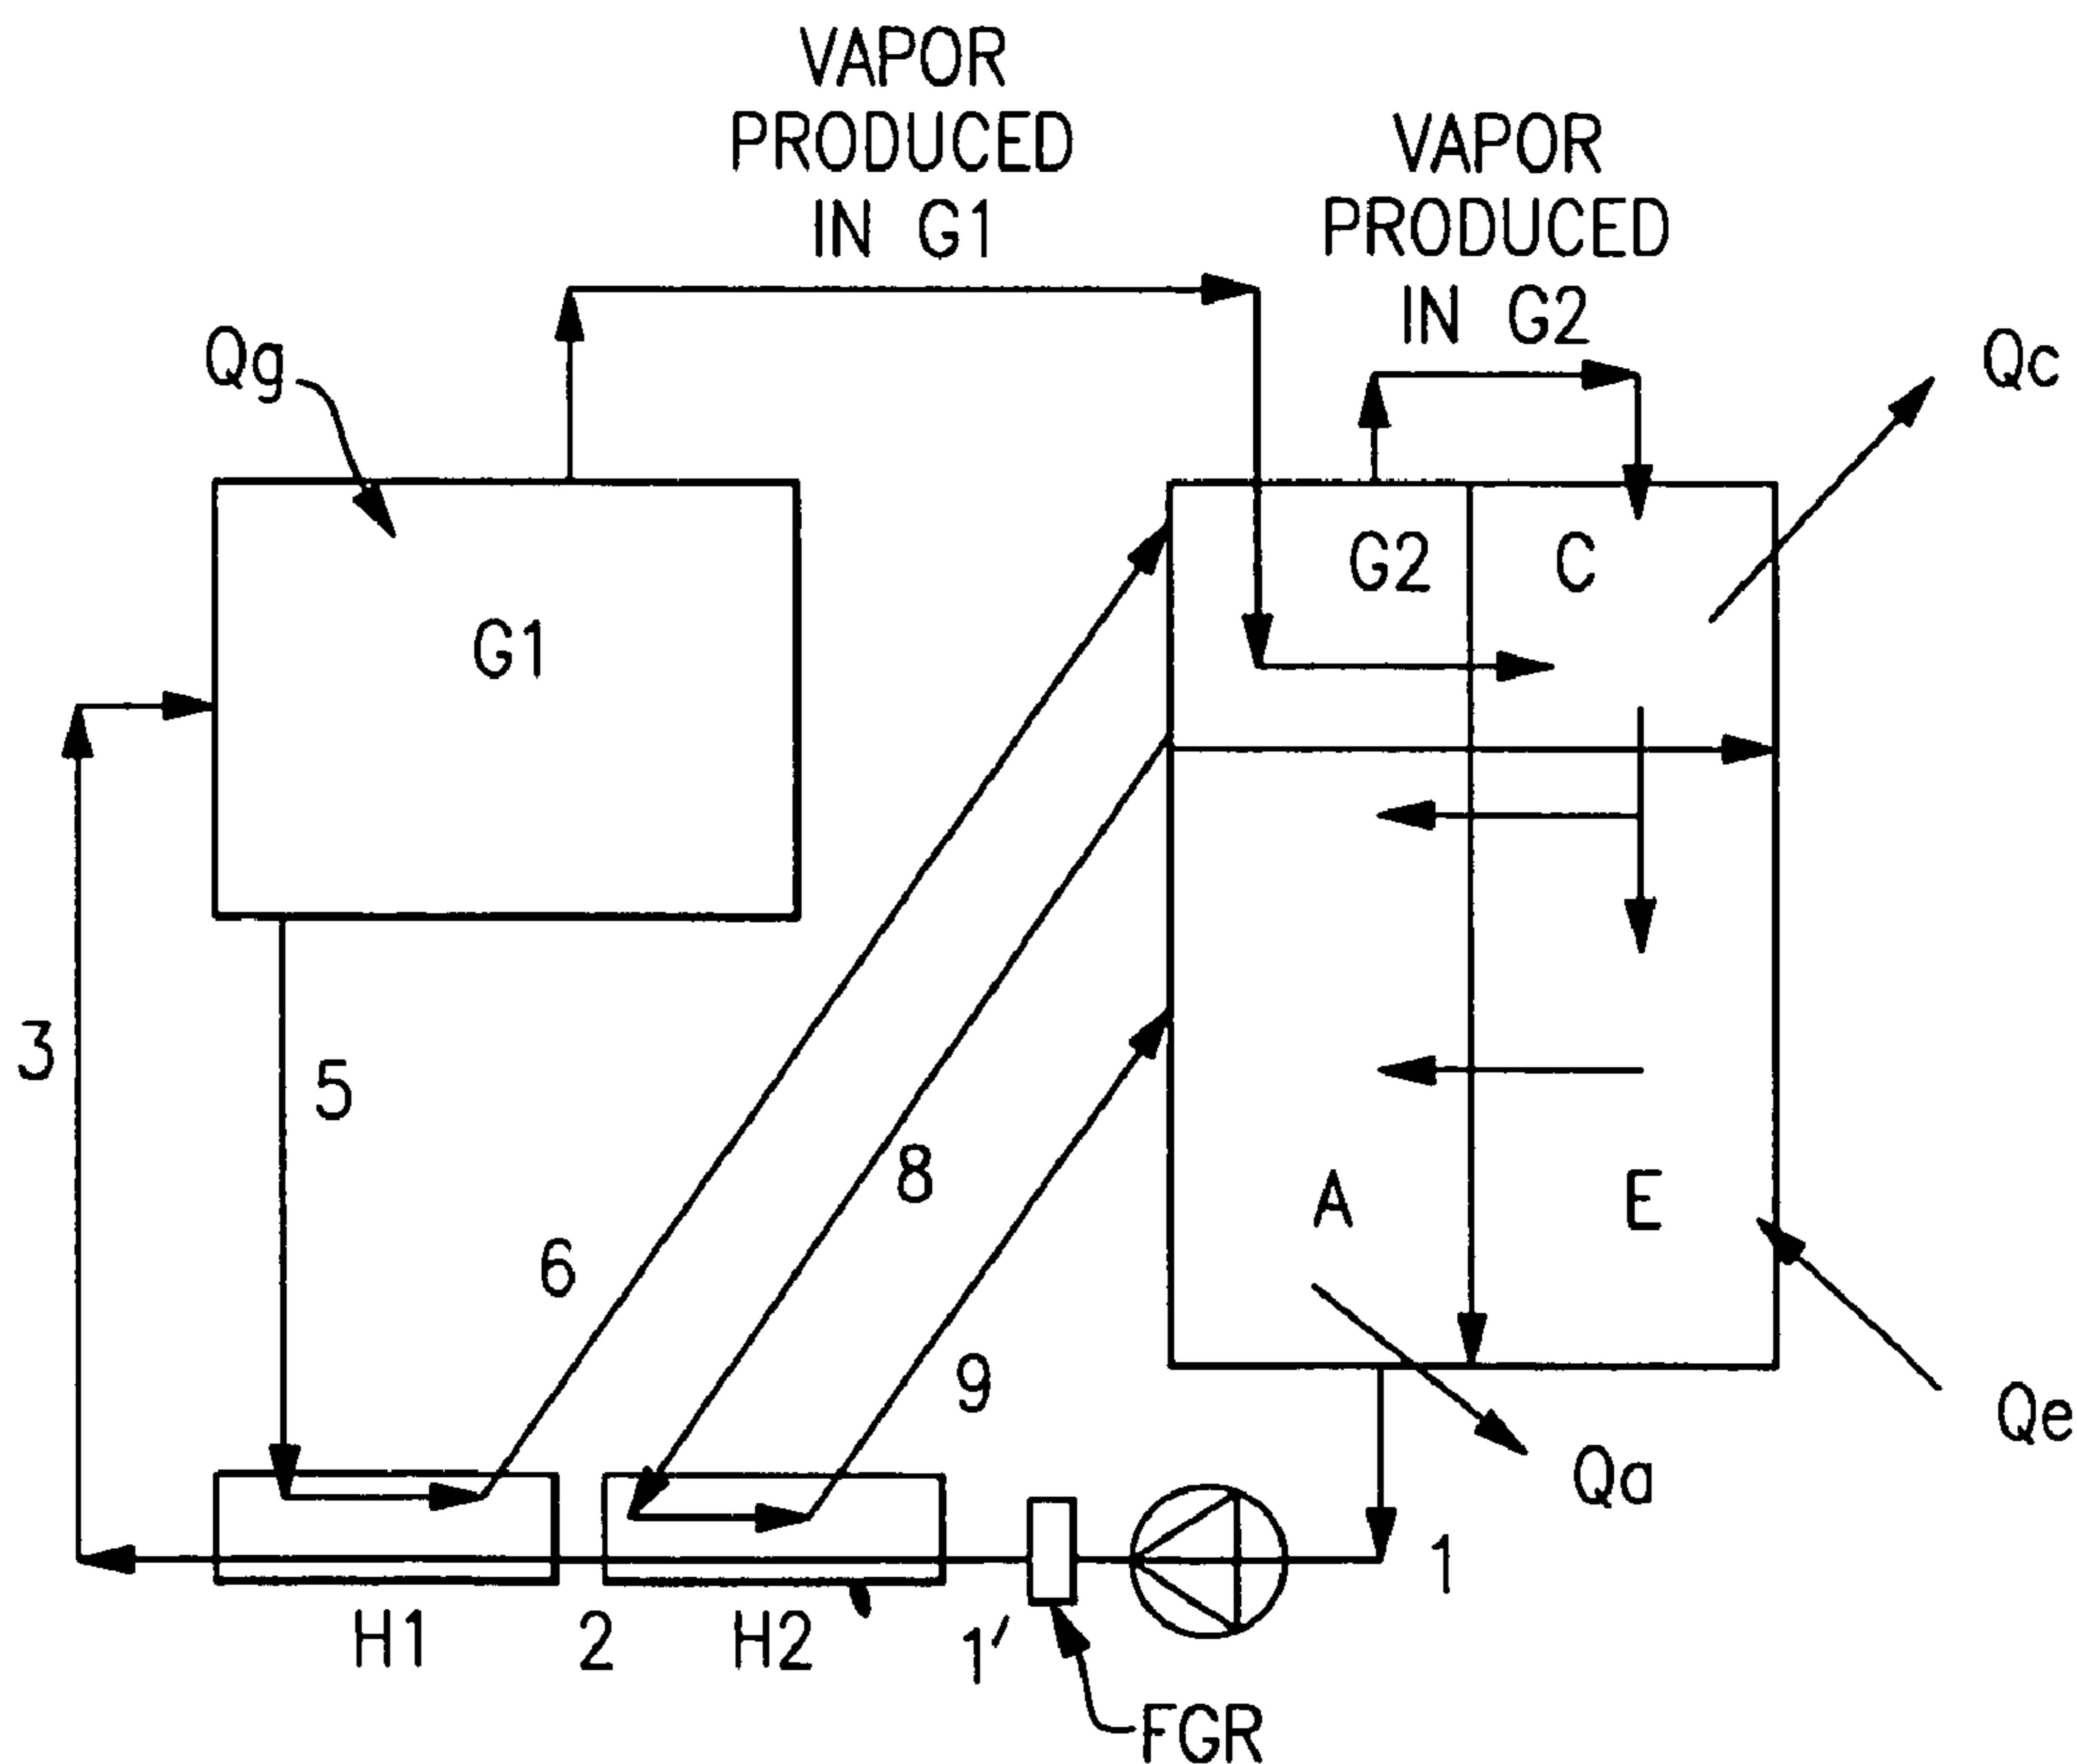 VAPOR
PRODUCED
IN G1
VAPOR
PRODUCED
IN G2
Qg
Qc
G2
C
G1
3
5
8
A
E
6
9
Qe
Qa
1
H1
2
H2
1′
FGR